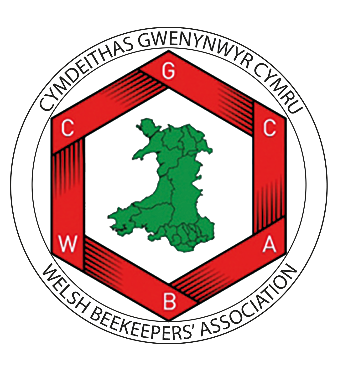 CYMDEITHAS GWENYNWYR CYMRU
C G C
W B A
WELSH BEEKEEPERS' ASSOCIATION